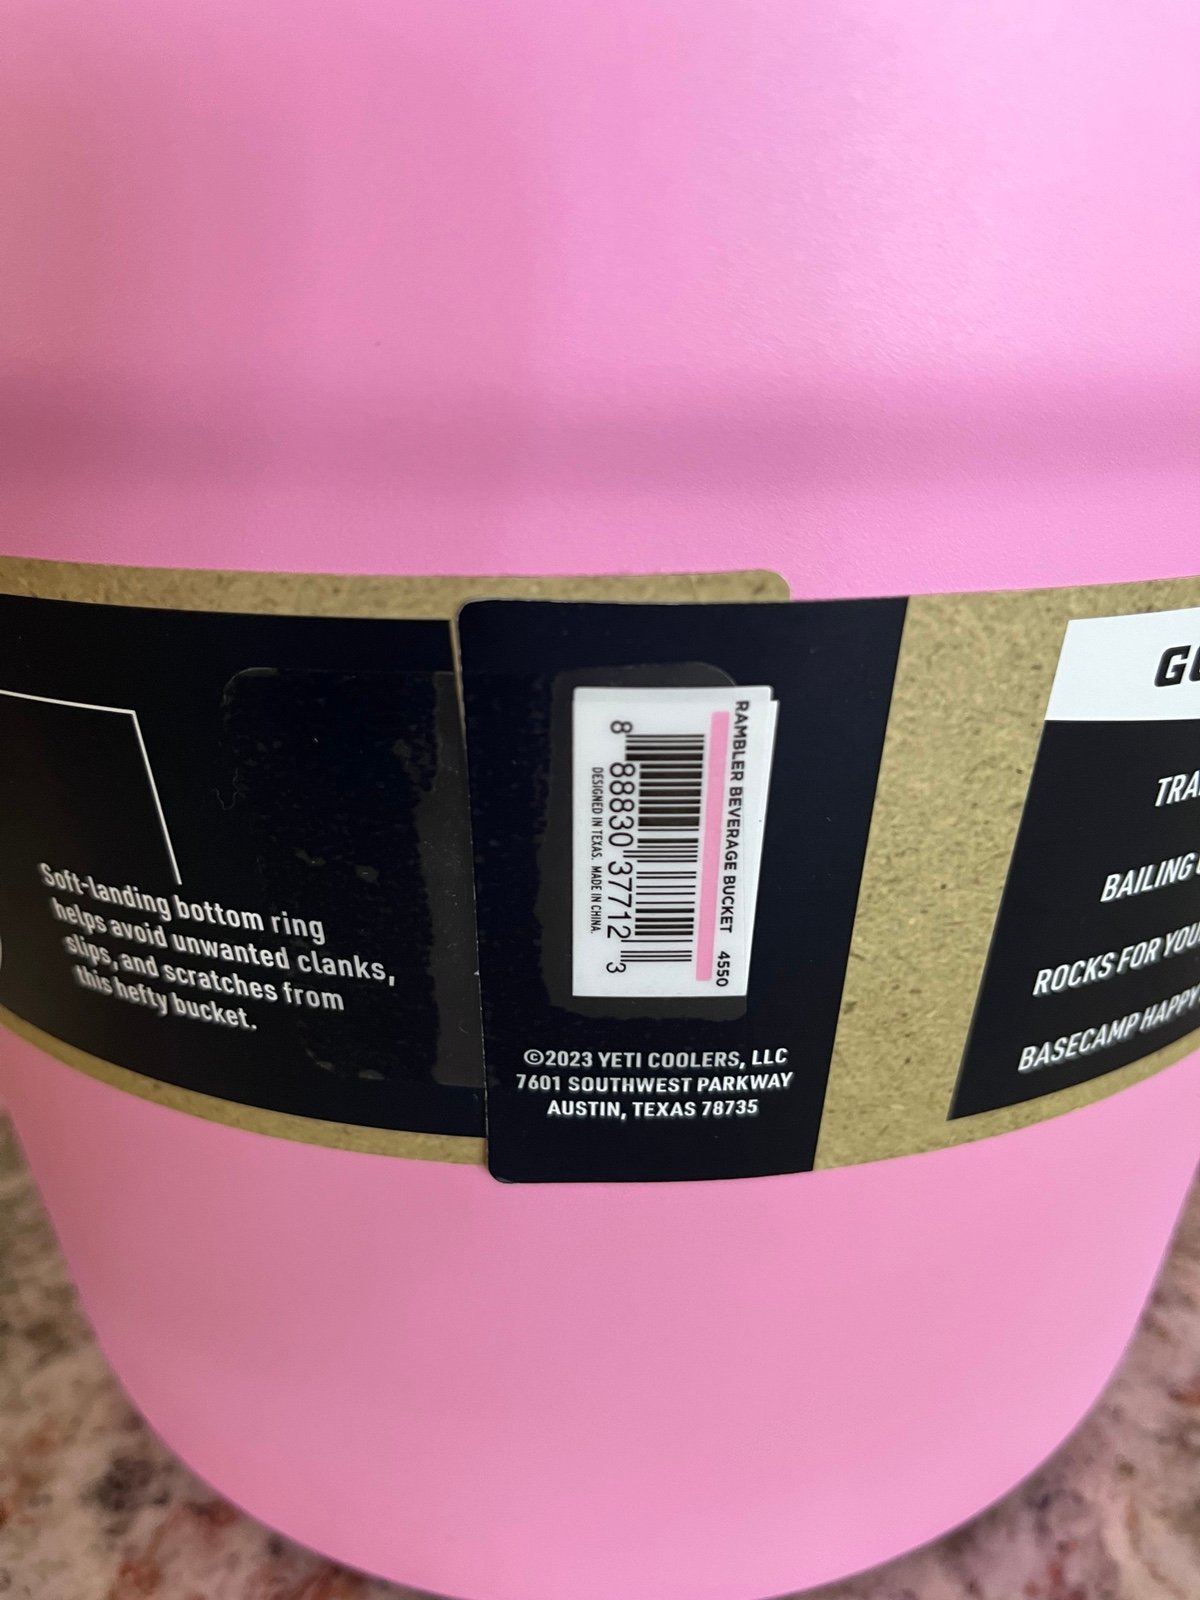 Soft-landing bottom ring
helps avoid unwanted clanks,
slips, and scratches from
this hefty bucket.
RAMBLER BEVERAGE BUCKET 4550
8 88830 37712 3
DESIGNED IN TEXAS. MADE IN CHINA.
©2023 YETI COOLERS, LLC
7601 SOUTHWEST PARKWAY
AUSTIN, TEXAS 78735
BAILING
ROCKS FOR
BASECAMP HAPPY